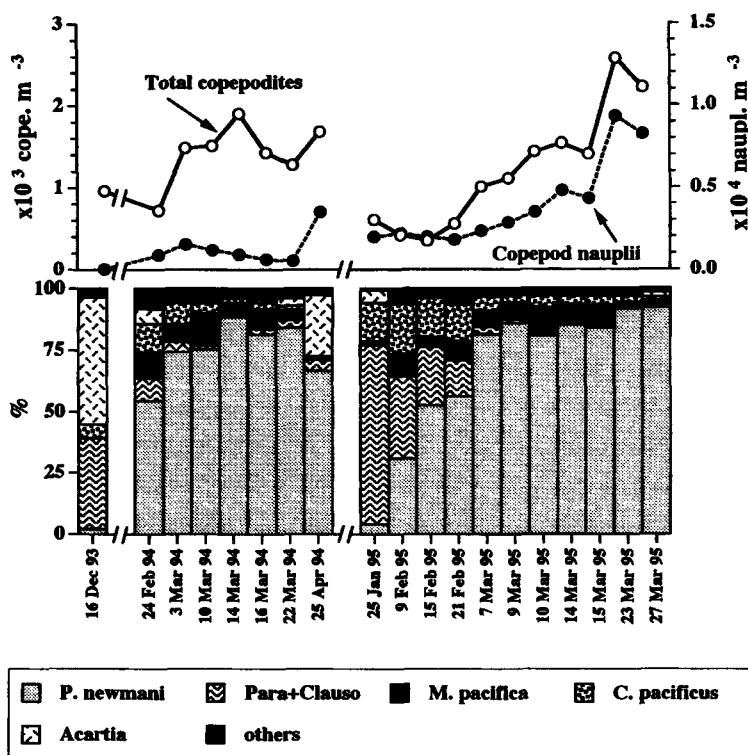 3
2
1
0
x10 3 cope. m -3
Total copepodites
Copepod nauplii
1.5
1.0
0.5
0.0
x10 4 naupl. m -3
100
75
50
25
0
%
16 Dec 93
24 Feb 94
3 Mar 94
10 Mar 94
14 Mar 94
16 Mar 94
22 Mar 94
25 Apr 94
25 Jan 95
9 Feb 95
15 Feb 95
21 Feb 95
7 Mar 95
9 Mar 95
10 Mar 95
14 Mar 95
15 Mar 95
23 Mar 95
27 Mar 95
P. newmani Para+Clauso M. pacifica C. pacificus
Acartia others